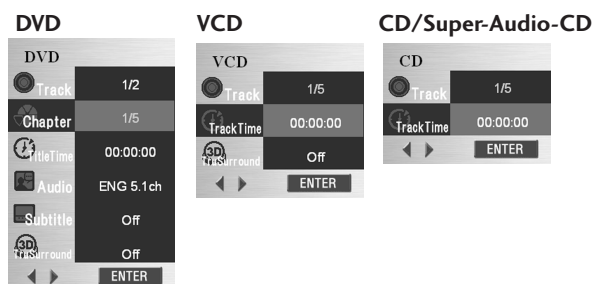 DVD
DVD
Track 1/2
Chapter 1/5
TitleTime 00:00:00
Audio ENG 5.1ch
Subtitle Off
3D TruSurround Off
ENTER
VCD
VCD
Track 1/5
TrackTime 00:00:00
3D TruSurround Off
ENTER
CD/Super-Audio-CD
CD
Track 1/5
TrackTime 00:00:00
ENTER